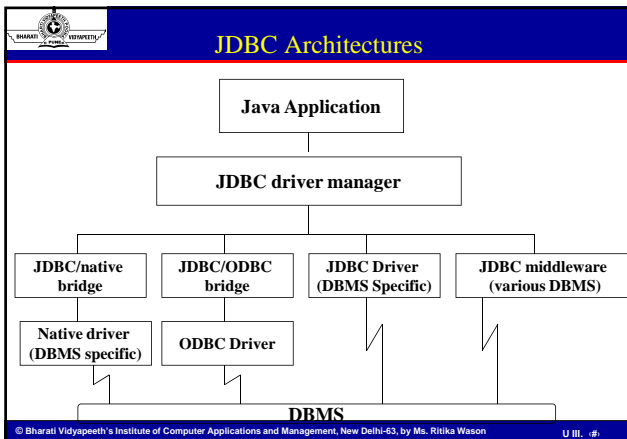 BHARATI VIDYAPEETH
PUNE
JDBC Architectures
Java Application
JDBC driver manager
JDBC/native
bridge
JDBC/ODBC
bridge
JDBC Driver
(DBMS Specific)
JDBC middleware
(various DBMS)
Native driver
(DBMS specific)
ODBC Driver
DBMS
© Bharati Vidyapeeth's Institute of Computer Applications and Management, New Delhi-63, by Ms. Ritika Wason U III. ‹#›